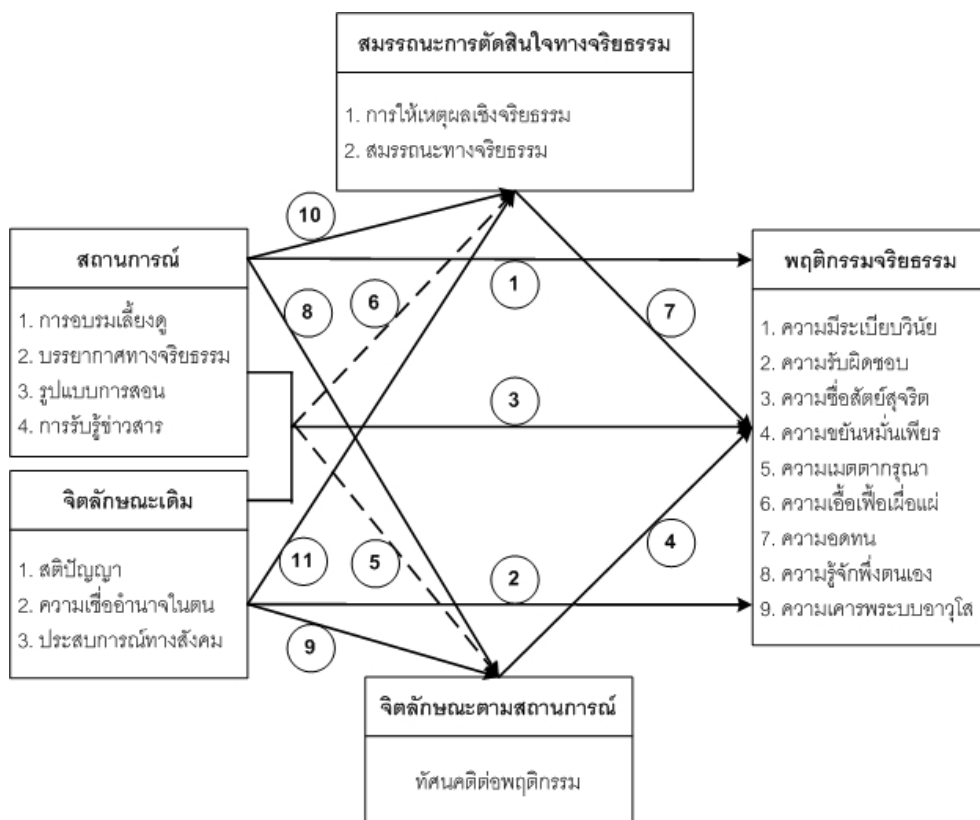 สมรรถนะการตัดสินใจทางจริยธรรม
1. การให้เหตุผลเชิงจริยธรรม
2. สมรรถนะทางจริยธรรม
10
สถานการณ์
1. การอบรมเลี้ยงดู
2. บรรยากาศทางจริยธรรม
3. รูปแบบการสอน
4. การรับรู้ข่าวสาร
8
6
1
7
3
พฤติกรรมจริยธรรม
1. ความมีระเบียบวินัย
2. ความรับผิดชอบ
3. ความซื่อสัตย์สุจริต
4. ความขยันหมั่นเพียร
5. ความเมตตากรุณา
6. ความเอื้อเฟื้อเผื่อแผ่
7. ความอดทน
8. ความรู้จักพึ่งตนเอง
9. ความเคารพระบบอาวุโส
จิตลักษณะเดิม
1. สติปัญญา
2. ความเชื่ออำนาจในตน
3. ประสบการณ์ทางสังคม
11
5
4
2
9
จิตลักษณะตามสถานการณ์
ทัศนคติต่อพฤติกรรม